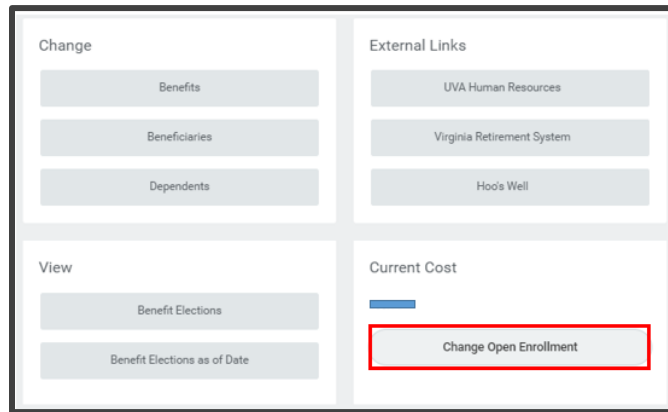 Change
Benefits
Beneficiaries
Dependents
External Links
UVA Human Resources
Virginia Retirement System
Hoo's Well
View
Benefit Elections
Benefit Elections as of Date
Current Cost
Change Open Enrollment